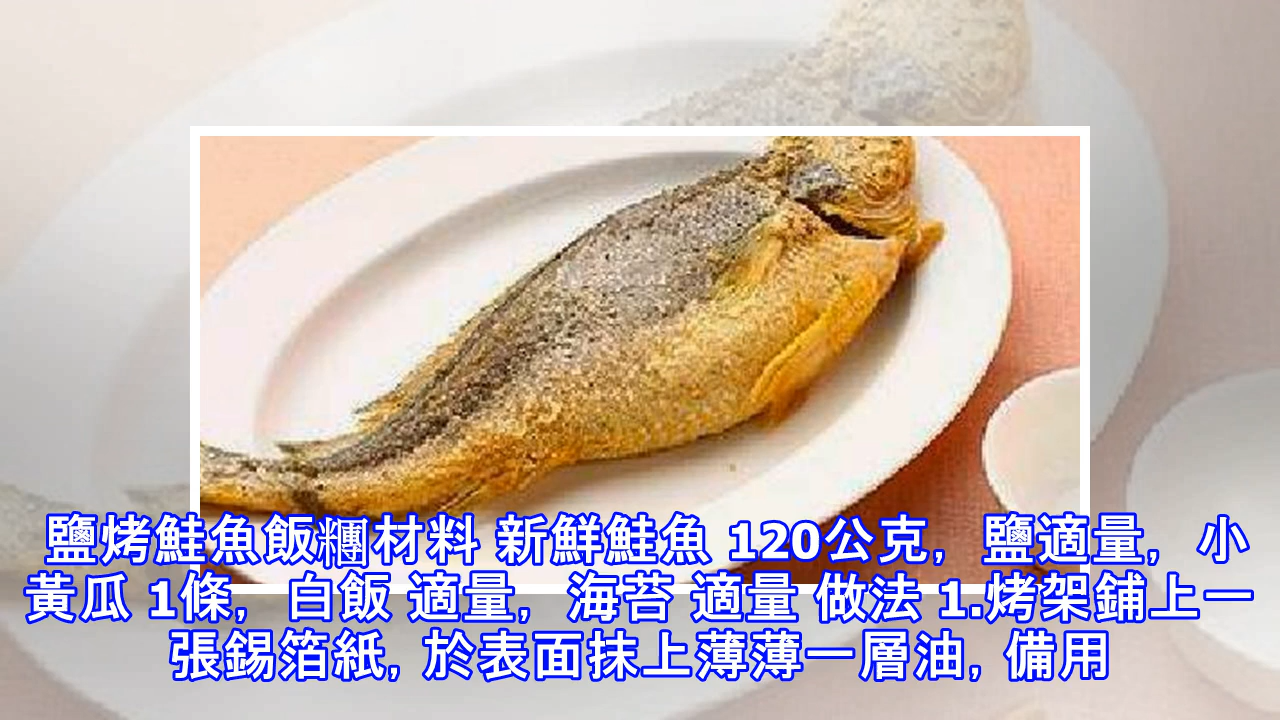 鹽烤鮭魚飯糰材料 新鮮鮭魚 120公克，鹽適量，小
黃瓜 1條，白飯 適量，海苔 適量 做法 1.烤架鋪上一
張錫箔紙, 於表面抹上薄薄一層油, 備用